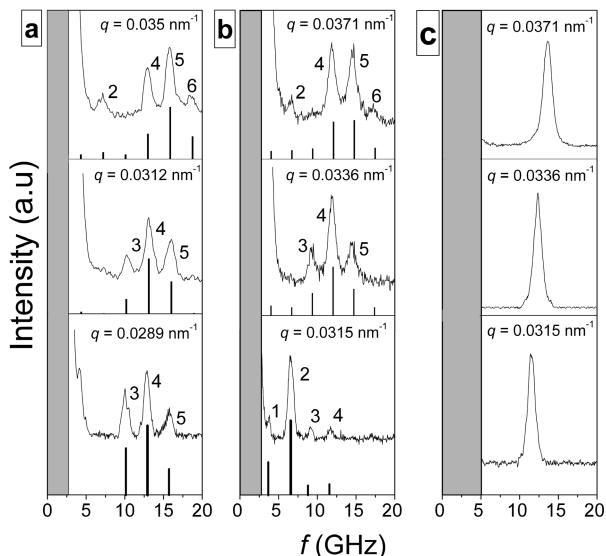 a
q = 0.035 nm⁻¹
2
4
5
6
q = 0.0312 nm⁻¹
3
4
5
q = 0.0289 nm⁻¹
3
4
5
0 5 10 15 20
b
q = 0.0371 nm⁻¹
2
4
5
6
q = 0.0336 nm⁻¹
3
4
5
q = 0.0315 nm⁻¹
1
2
3
4
0 5 10 15 20
c
q = 0.0371 nm⁻¹
q = 0.0336 nm⁻¹
q = 0.0315 nm⁻¹
0 5 10 15 20
Intensity (a.u)
f (GHz)